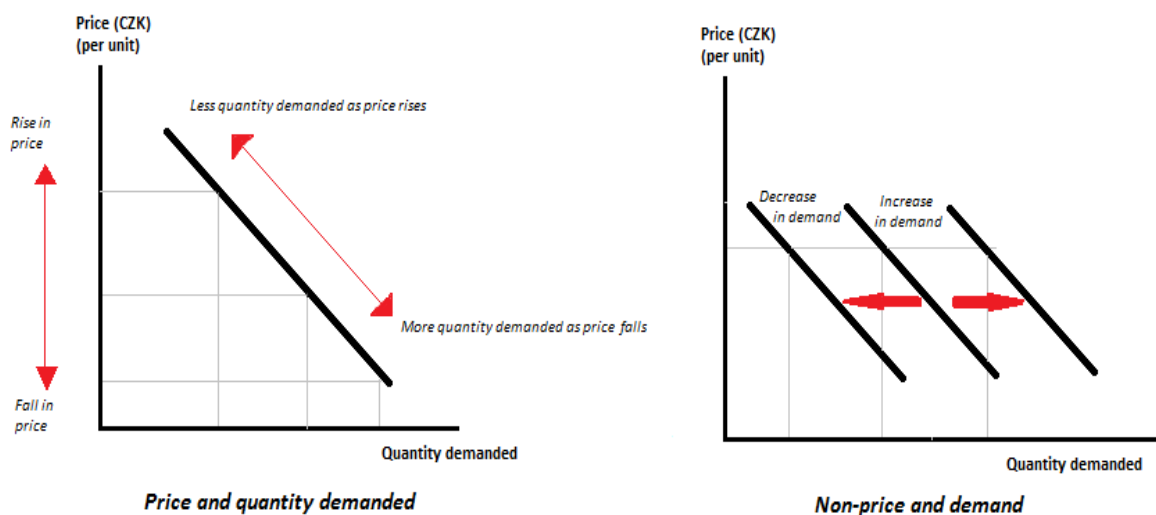 Price (CZK)
(per unit)
Less quantity demanded as price rises
Rise in
price
More quantity demanded as price falls
Fall in
price
Quantity demanded
Price and quantity demanded
Price (CZK)
(per unit)
Decrease
in demand
Increase
in demand
Quantity demanded
Non-price and demand